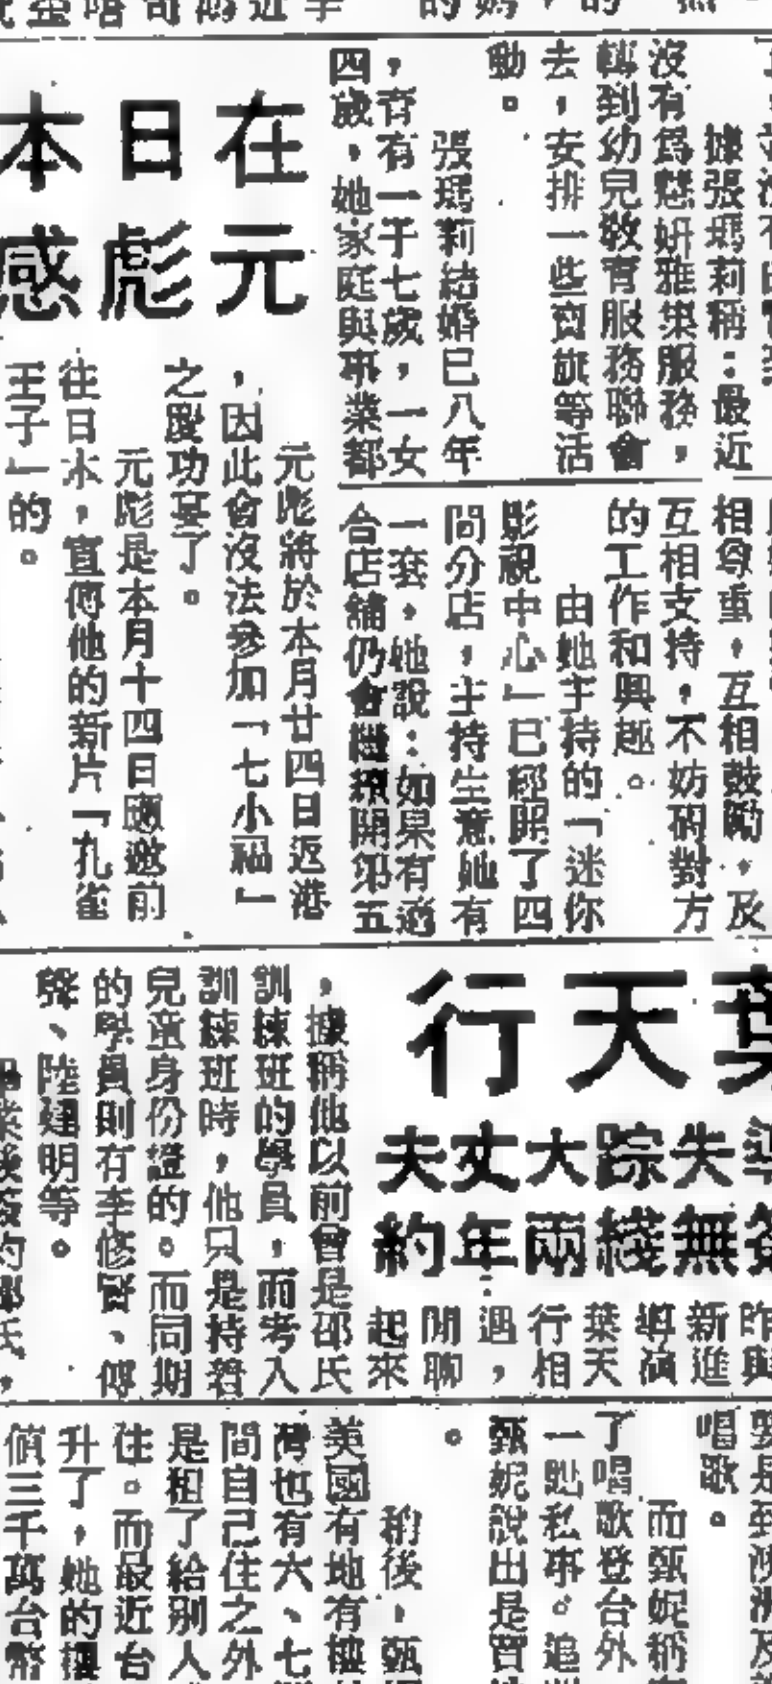 據張瑪莉稱：最近
沒有為魅妍雅集服務，
轉到幼兒敎育服務聯會
去，安排一些賣旗等活
動。
張瑪莉結婚已八年
，育有一子七歲，一女
四歲，她家庭與事業都
相尊重，互相鼓勵，及
互相支持，不妨碍對方
的工作和興趣。
由她主持的「迷你
影視中心」已經開了四
間分店，主持生意她有
一套，她說：如果有適
合店舖仍會繼續開第五
在日本
元彪感
元彪將於本月廿四日返港
，因此會沒法參加「七小福」
之慶功宴了。
元彪是本月十四日應邀前
往日本，宣傳他的新片「孔雀
王子」的。
葉天行
失踪大丈夫
無綫兩年約
昨與
新進
導演
葉天
行相
遇，
閒聊
起來
，據稱他以前曾是邵氏
訓練班的學員，而考入
訓練班時，他只是持着
兒童身份證的。而同期
的學員則有李修賢、傅
聲、陸建明等。
唱歌。
而甄妮稱
了唱歌登台外
一些私事。追
甄妮說出是買
。
稍後，甄
美國有地有樓
灣也有六、七
間自己住之外
是租了給別人
住。而最近台
升了，她的樓
值三千萬台幣